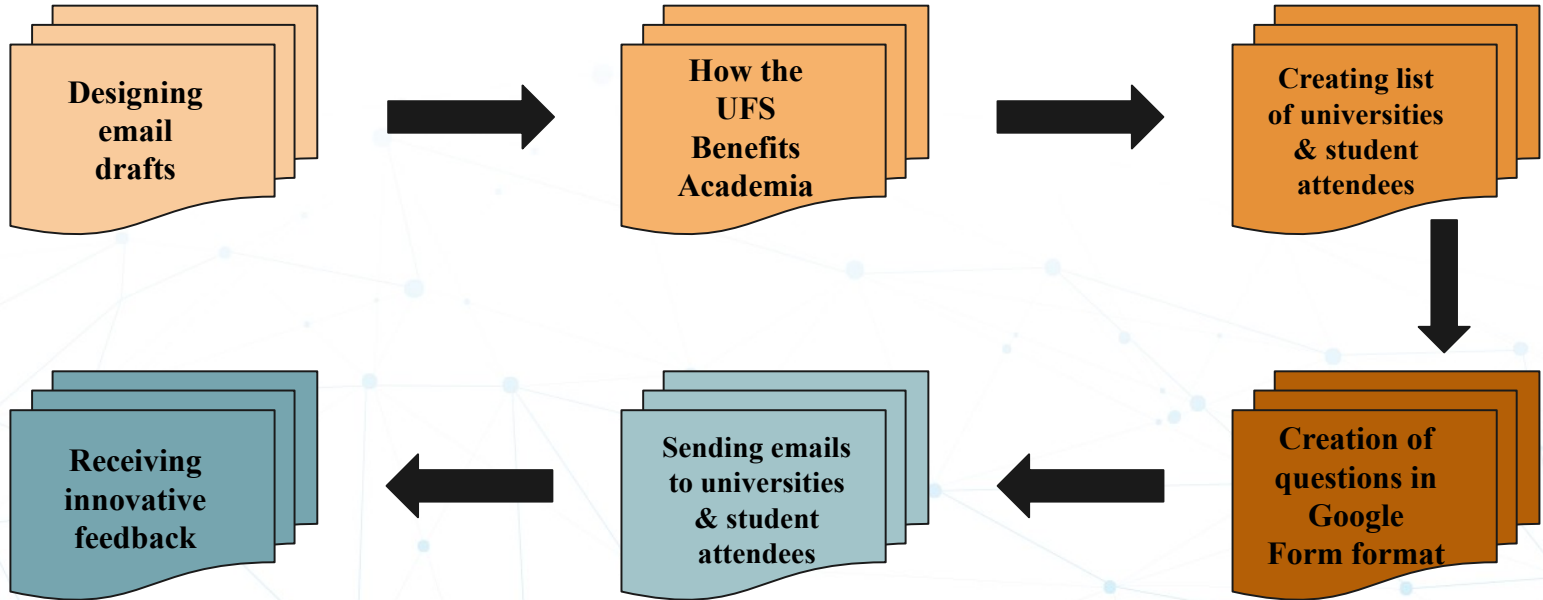 Designing
email
drafts
How the
UFS
Benefits
Academia
Creating list
of universities
& student
attendees
Creation of
questions in
Google
Form format
Sending emails
to universities
& student
attendees
Receiving
innovative
feedback